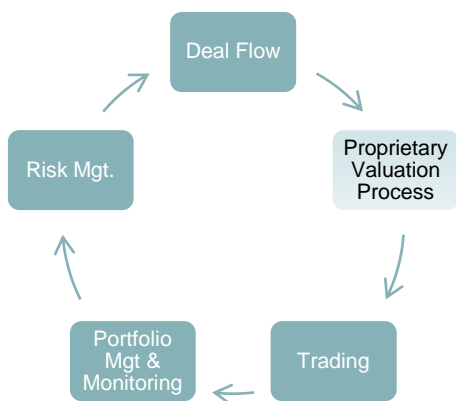 Deal Flow
Proprietary
Valuation
Process
Trading
Portfolio
Mgt &
Monitoring
Risk Mgt.